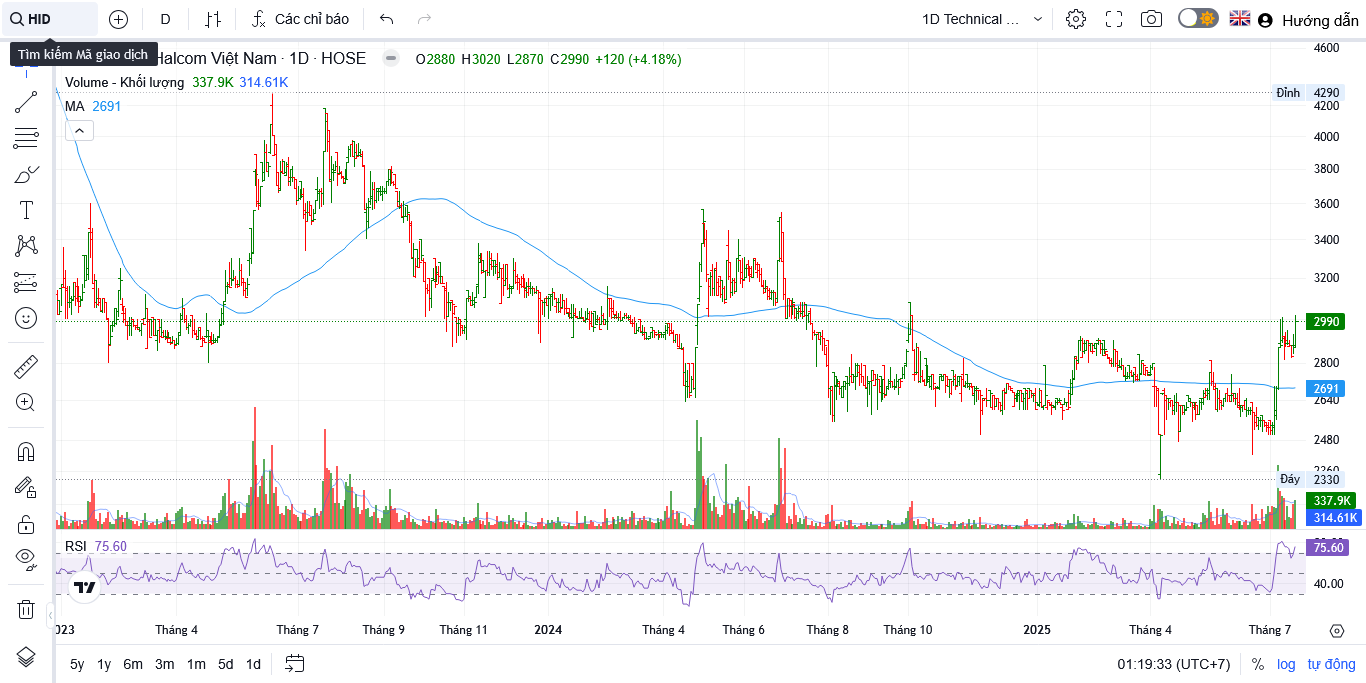 HID
D
Các chỉ báo
1D Technical ...
Hướng dẫn
Tìm kiếm Mã giao dịch
Halcom Việt Nam · 1D · HOSE
O2880 H3020 L2870 C2990 +120 (+4.18%)
Volume - Khối lượng 337.9K 314.61K
MA 2691
4600
Đỉnh 4290
4200
4000
3800
3600
3400
3200
2990
2800
2691
2640
2480
2360
Đáy 2330
337.9K
314.61K
RSI 75.60
75.60
40.00
2023
Tháng 4
Tháng 7
Tháng 9
Tháng 11
2024
Tháng 4
Tháng 6
Tháng 8
Tháng 10
2025
Tháng 4
Tháng 7
5y 1y 6m 3m 1m 5d 1d
01:19:33 (UTC+7)
% log tự động